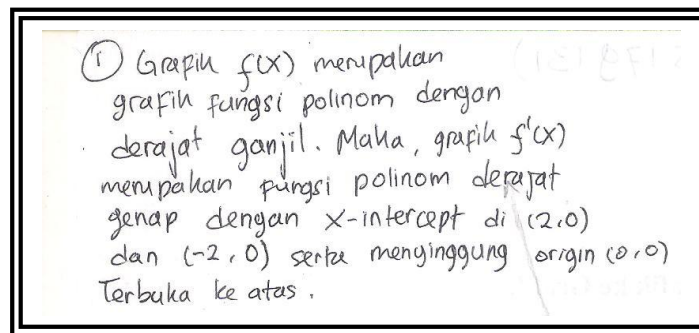 ① Grafik f(x) merupakan
grafik fungsi polinom dengan
derajat ganjil. Maka, grafik f'(x)
merupakan fungsi polinom derajat
genap dengan x-intercept di (2,0)
dan (-2,0) serta menyinggung origin (0,0)
Terbuka ke atas.